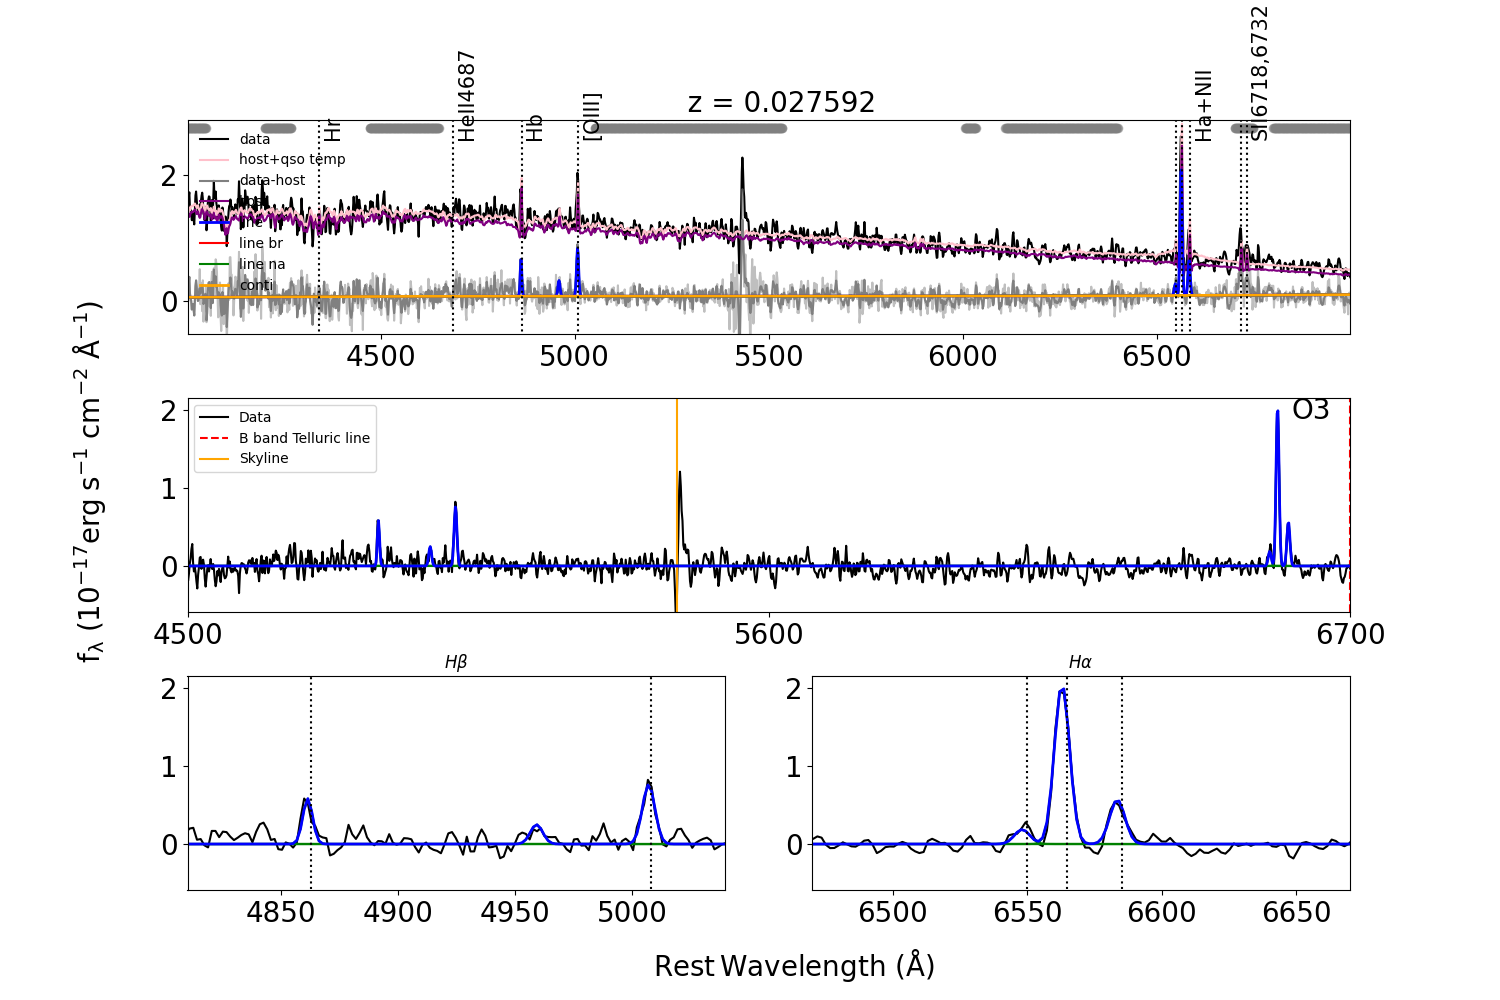 z = 0.027592
Hr
HeII4687
Hb
[OIII]
Ha+NII
SII6718,6732
data
host+qso temp
data-host
line br
line na
conti
2
0
4500 5000 5500 6000 6500
fλ (10⁻¹⁷erg s⁻¹ cm⁻² Å⁻¹)
Data
B band Telluric line
Skyline
O3
2
1
0
4500 5600 6700
Hβ
2
1
0
4850 4900 4950 5000
Hα
2
1
0
6500 6550 6600 6650
Rest Wavelength (Å)